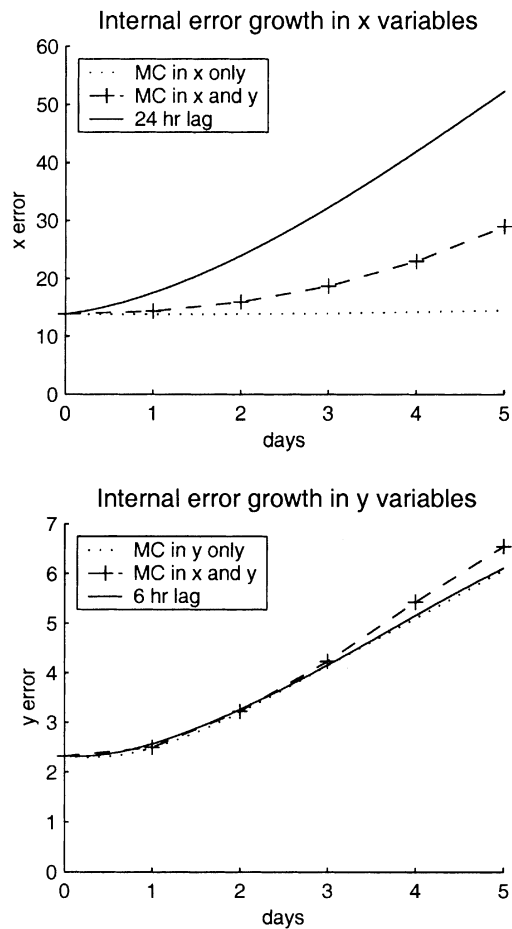 Internal error growth in x variables
60
50
40
30
20
10
0
x error
MC in x only
MC in x and y
24 hr lag
0 1 2 3 4 5
days
Internal error growth in y variables
7
6
5
4
3
2
1
0
y error
MC in y only
MC in x and y
6 hr lag
0 1 2 3 4 5
days